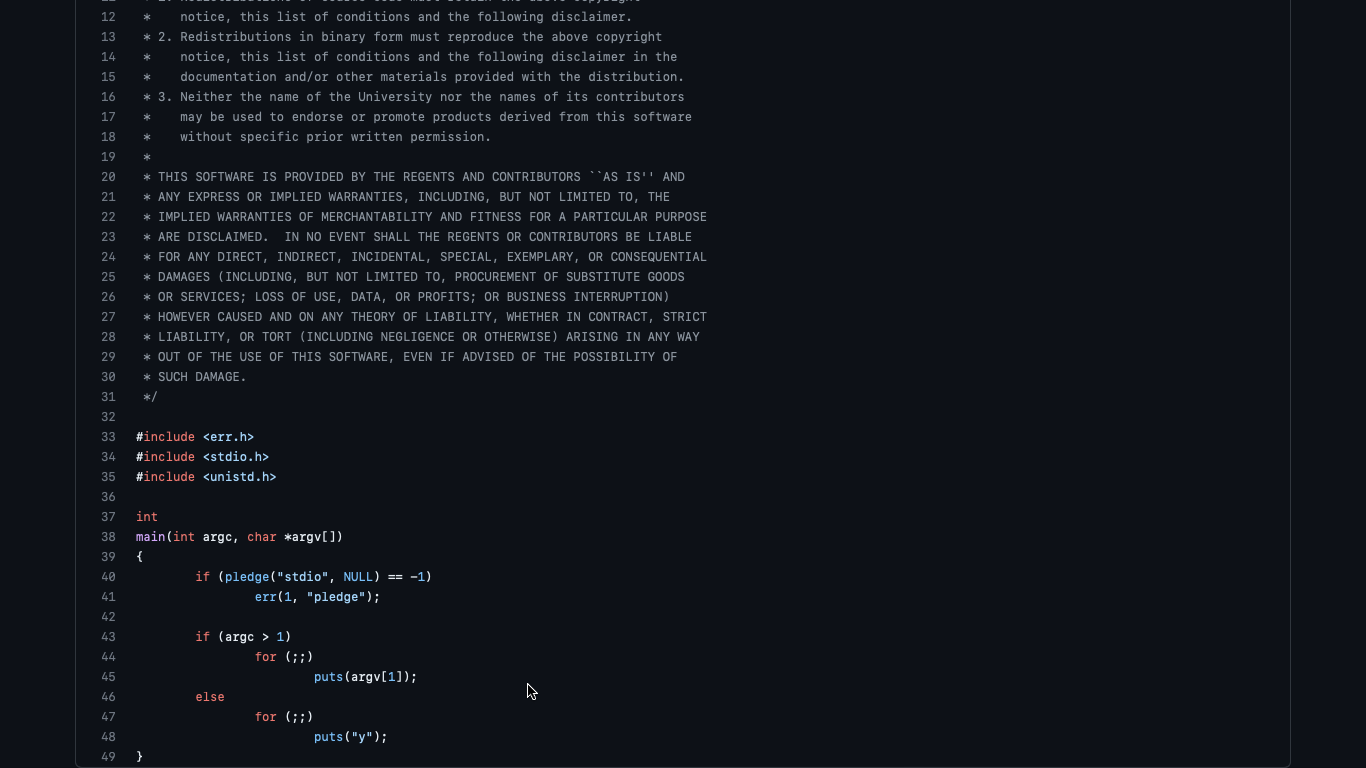 12  *    notice, this list of conditions and the following disclaimer.
13  * 2. Redistributions in binary form must reproduce the above copyright
14  *    notice, this list of conditions and the following disclaimer in the
15  *    documentation and/or other materials provided with the distribution.
16  * 3. Neither the name of the University nor the names of its contributors
17  *    may be used to endorse or promote products derived from this software
18  *    without specific prior written permission.
19  *
20  * THIS SOFTWARE IS PROVIDED BY THE REGENTS AND CONTRIBUTORS ``AS IS'' AND
21  * ANY EXPRESS OR IMPLIED WARRANTIES, INCLUDING, BUT NOT LIMITED TO, THE
22  * IMPLIED WARRANTIES OF MERCHANTABILITY AND FITNESS FOR A PARTICULAR PURPOSE
23  * ARE DISCLAIMED.  IN NO EVENT SHALL THE REGENTS OR CONTRIBUTORS BE LIABLE
24  * FOR ANY DIRECT, INDIRECT, INCIDENTAL, SPECIAL, EXEMPLARY, OR CONSEQUENTIAL
25  * DAMAGES (INCLUDING, BUT NOT LIMITED TO, PROCUREMENT OF SUBSTITUTE GOODS
26  * OR SERVICES; LOSS OF USE, DATA, OR PROFITS; OR BUSINESS INTERRUPTION)
27  * HOWEVER CAUSED AND ON ANY THEORY OF LIABILITY, WHETHER IN CONTRACT, STRICT
28  * LIABILITY, OR TORT (INCLUDING NEGLIGENCE OR OTHERWISE) ARISING IN ANY WAY
29  * OUT OF THE USE OF THIS SOFTWARE, EVEN IF ADVISED OF THE POSSIBILITY OF
30  * SUCH DAMAGE.
31  */
32
33 #include <err.h>
34 #include <stdio.h>
35 #include <unistd.h>
36
37 int
38 main(int argc, char *argv[])
39 {
40         if (pledge("stdio", NULL) == -1)
41                 err(1, "pledge");
42
43         if (argc > 1)
44                 for (;;)
45                         puts(argv[1]);
46         else
47                 for (;;)
48                         puts("y");
49 }